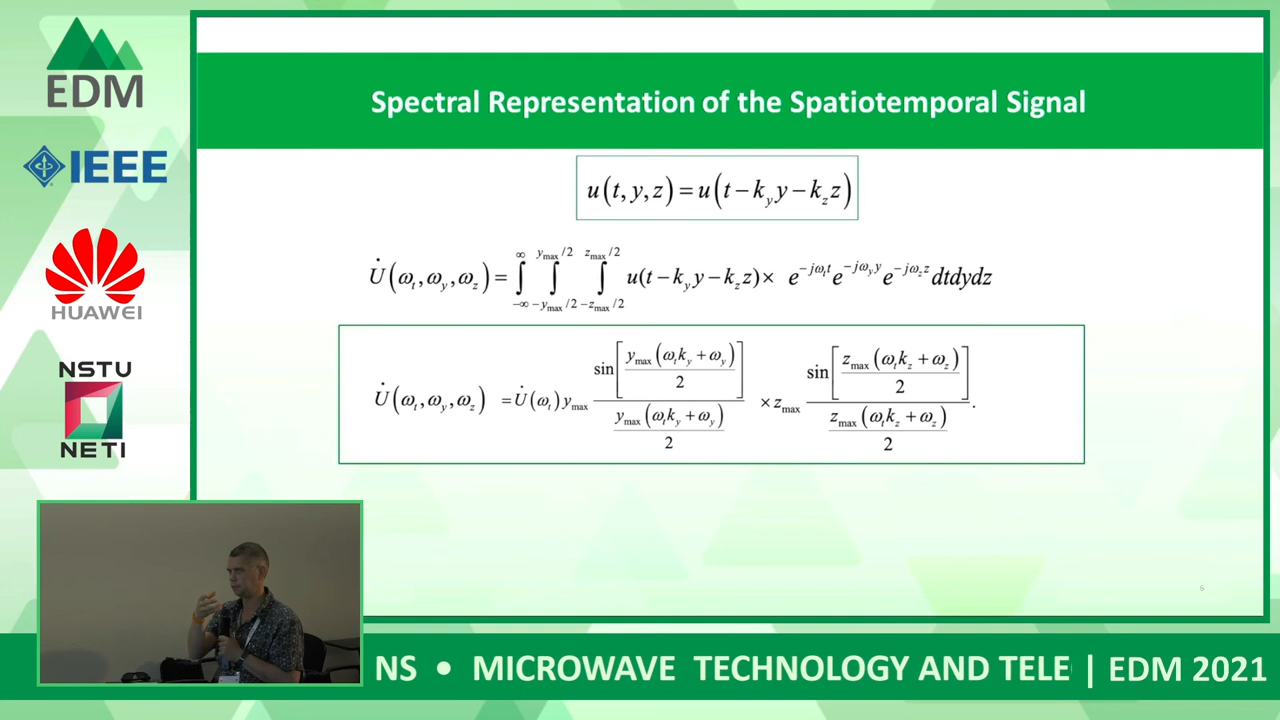 EDM
IEEE
HUAWEI
NSTU
NETI
Spectral Representation of the Spatiotemporal Signal
u(t, y, z) = u(t − k_y y − k_z z)
U̇(ω_t, ω_y, ω_z) = ∫_{−∞}^{∞} ∫_{−y_max/2}^{y_max/2} ∫_{−z_max/2}^{z_max/2} u(t − k_y y − k_z z) × e^{−jω_t t} e^{−jω_y y} e^{−jω_z z} dtdydz
U̇(ω_t, ω_y, ω_z) = U̇(ω_t) y_max sin[y_max(ω_t k_y + ω_y)/2] / (y_max(ω_t k_y + ω_y)/2) × z_max sin[z_max(ω_t k_z + ω_z)/2] / (z_max(ω_t k_z + ω_z)/2).
6
NS • MICROWAVE TECHNOLOGY AND TELE | EDM 2021